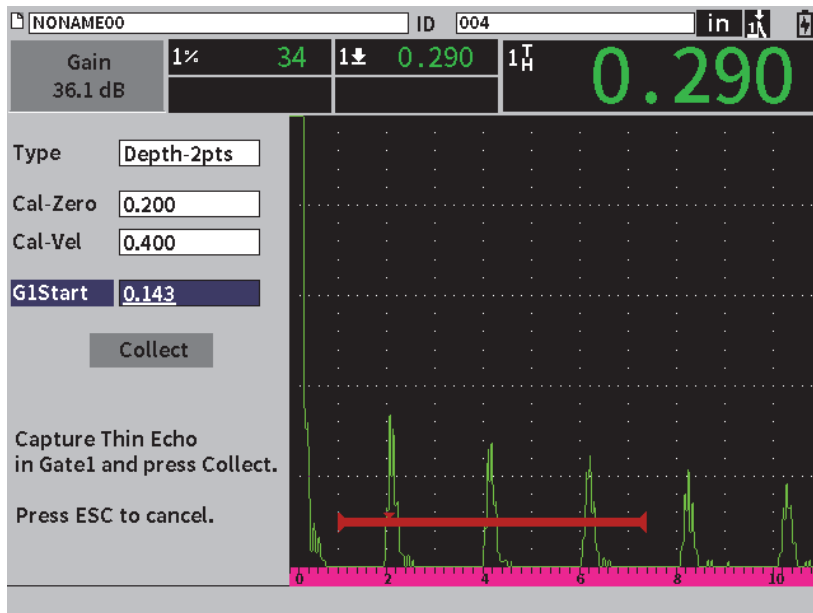 NONAME00 ID 004 in
Gain
36.1 dB
1% 34
1 0.290
1 T H 0.290
Type Depth-2pts
Cal-Zero 0.200
Cal-Vel 0.400
G1Start 0.143
Collect
Capture Thin Echo
in Gate1 and press Collect.
Press ESC to cancel.
0 2 4 6 8 10